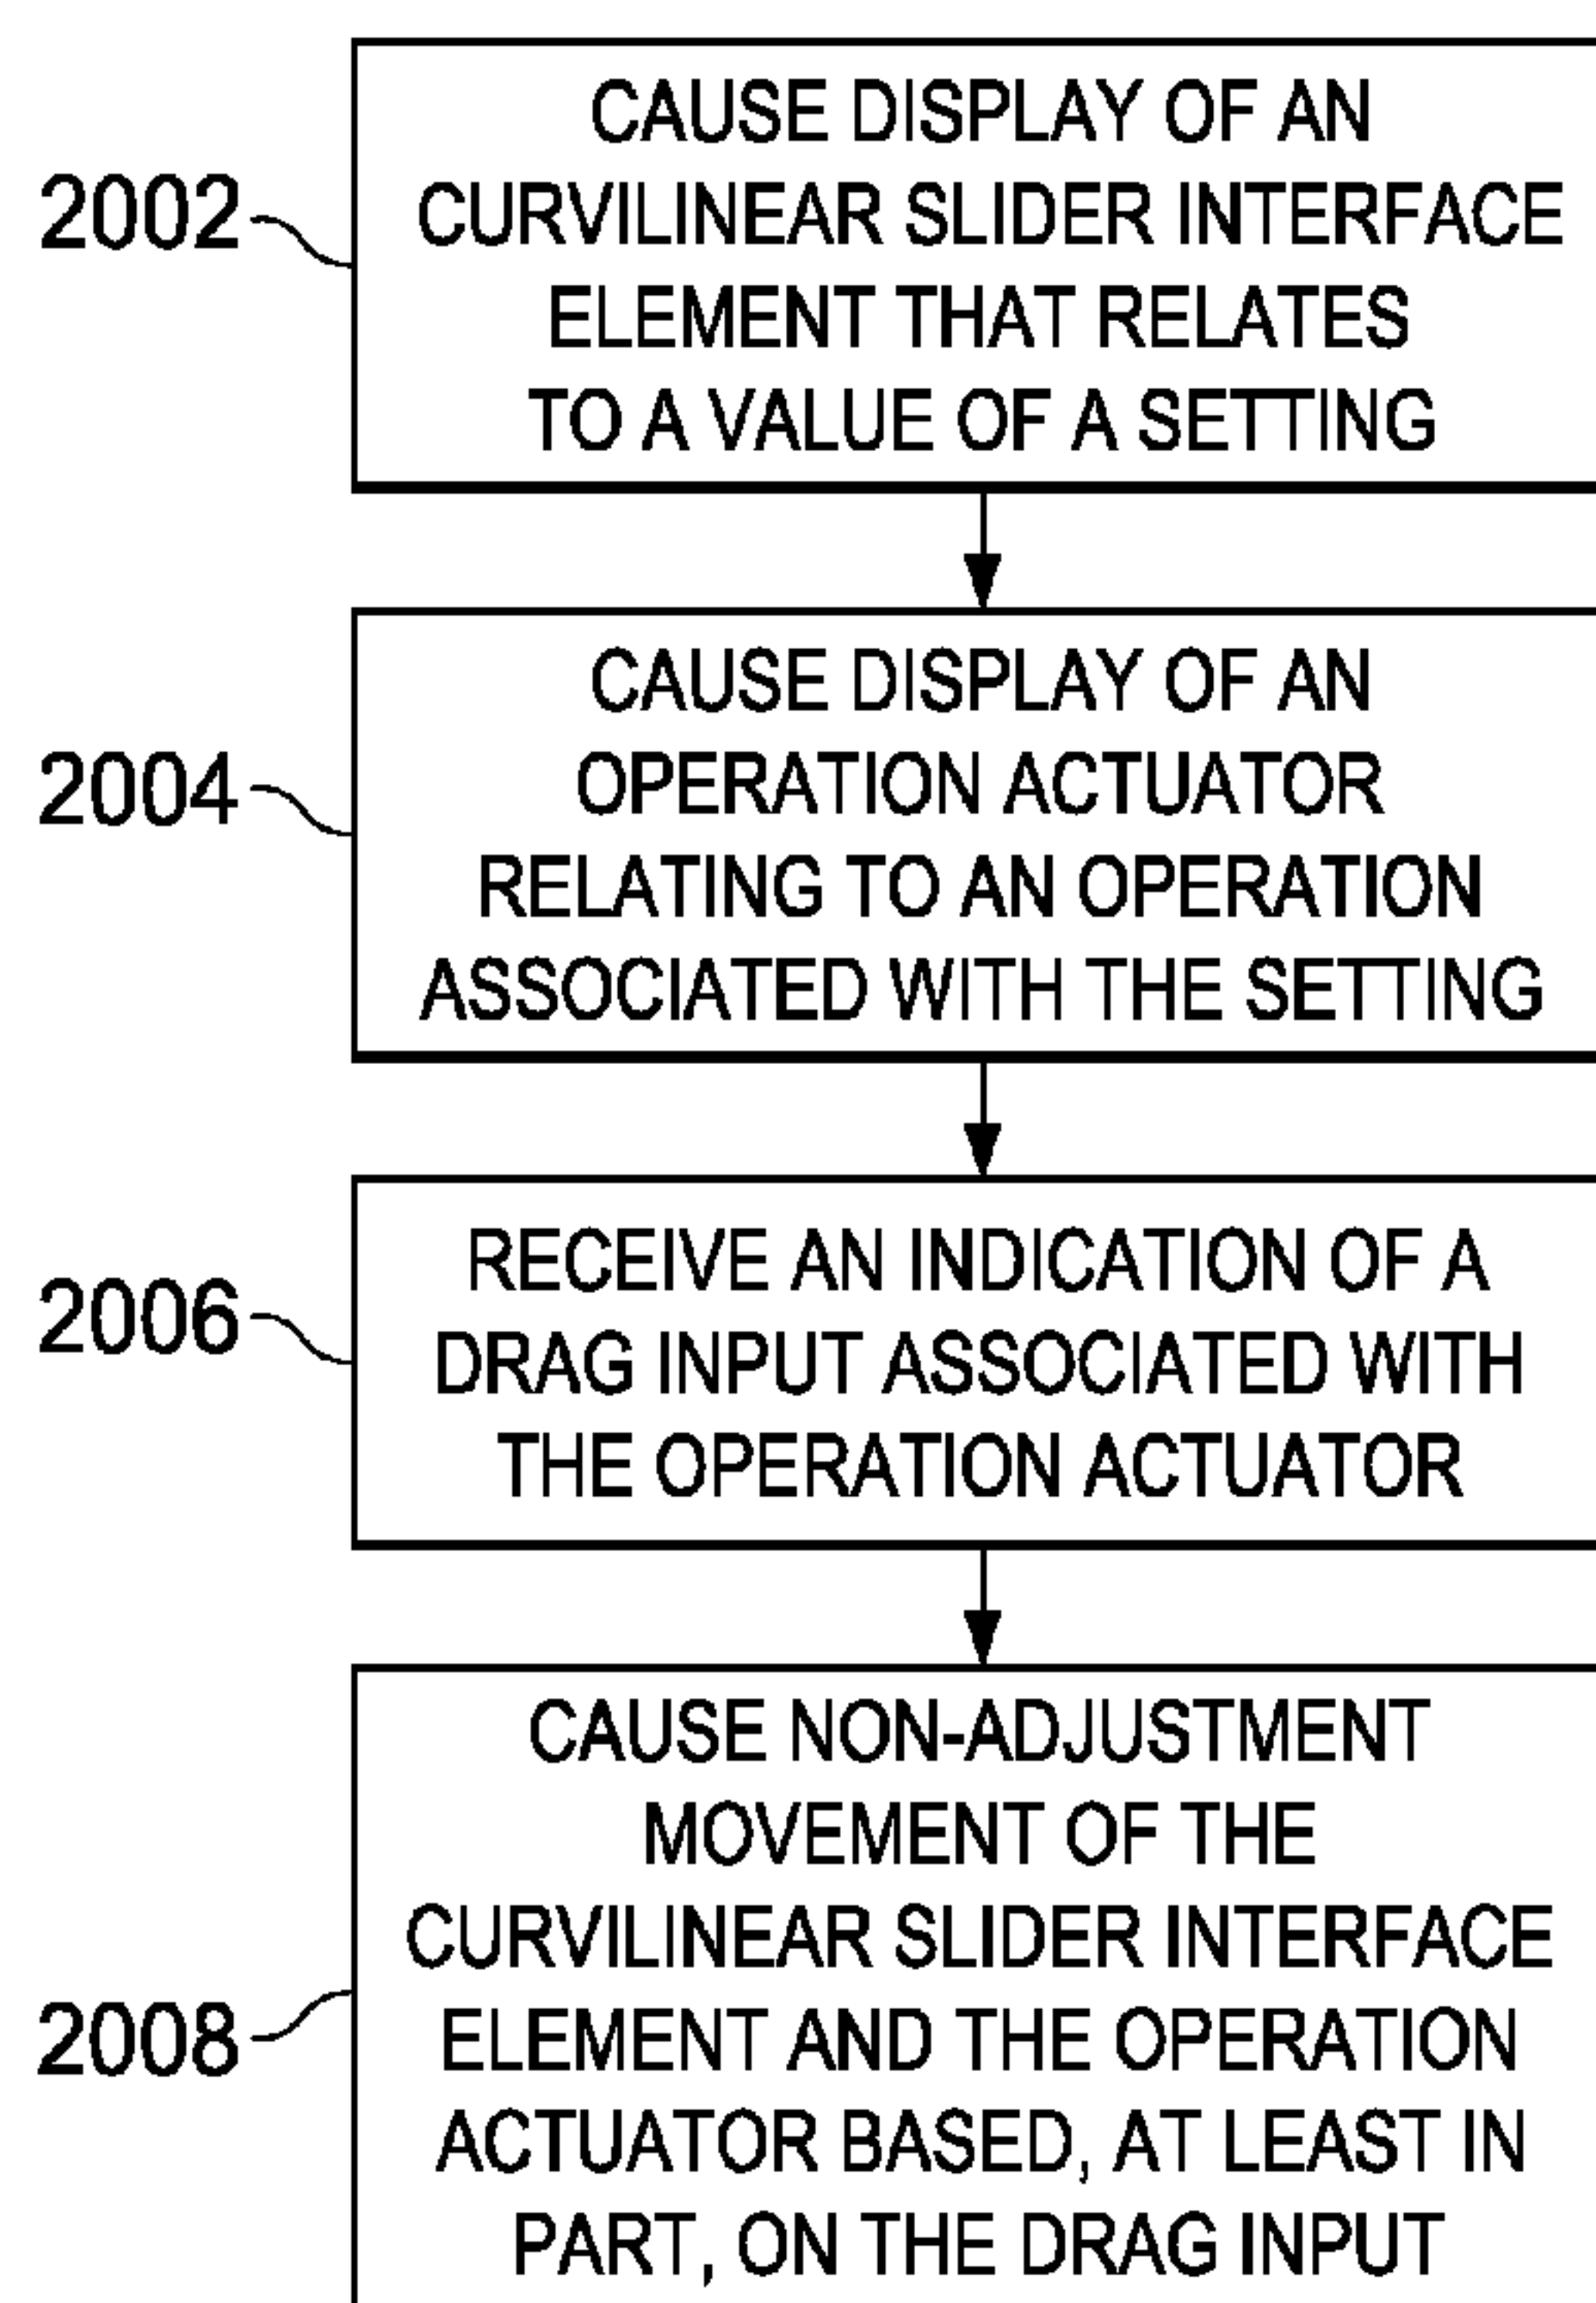 CAUSE DISPLAY OF AN
CURVILINEAR SLIDER INTERFACE
ELEMENT THAT RELATES
TO A VALUE OF A SETTING
2002
CAUSE DISPLAY OF AN
OPERATION ACTUATOR
RELATING TO AN OPERATION
ASSOCIATED WITH THE SETTING
2004
RECEIVE AN INDICATION OF A
DRAG INPUT ASSOCIATED WITH
THE OPERATION ACTUATOR
2006
CAUSE NON-ADJUSTMENT
MOVEMENT OF THE
CURVILINEAR SLIDER INTERFACE
ELEMENT AND THE OPERATION
ACTUATOR BASED, AT LEAST IN
PART, ON THE DRAG INPUT
2008